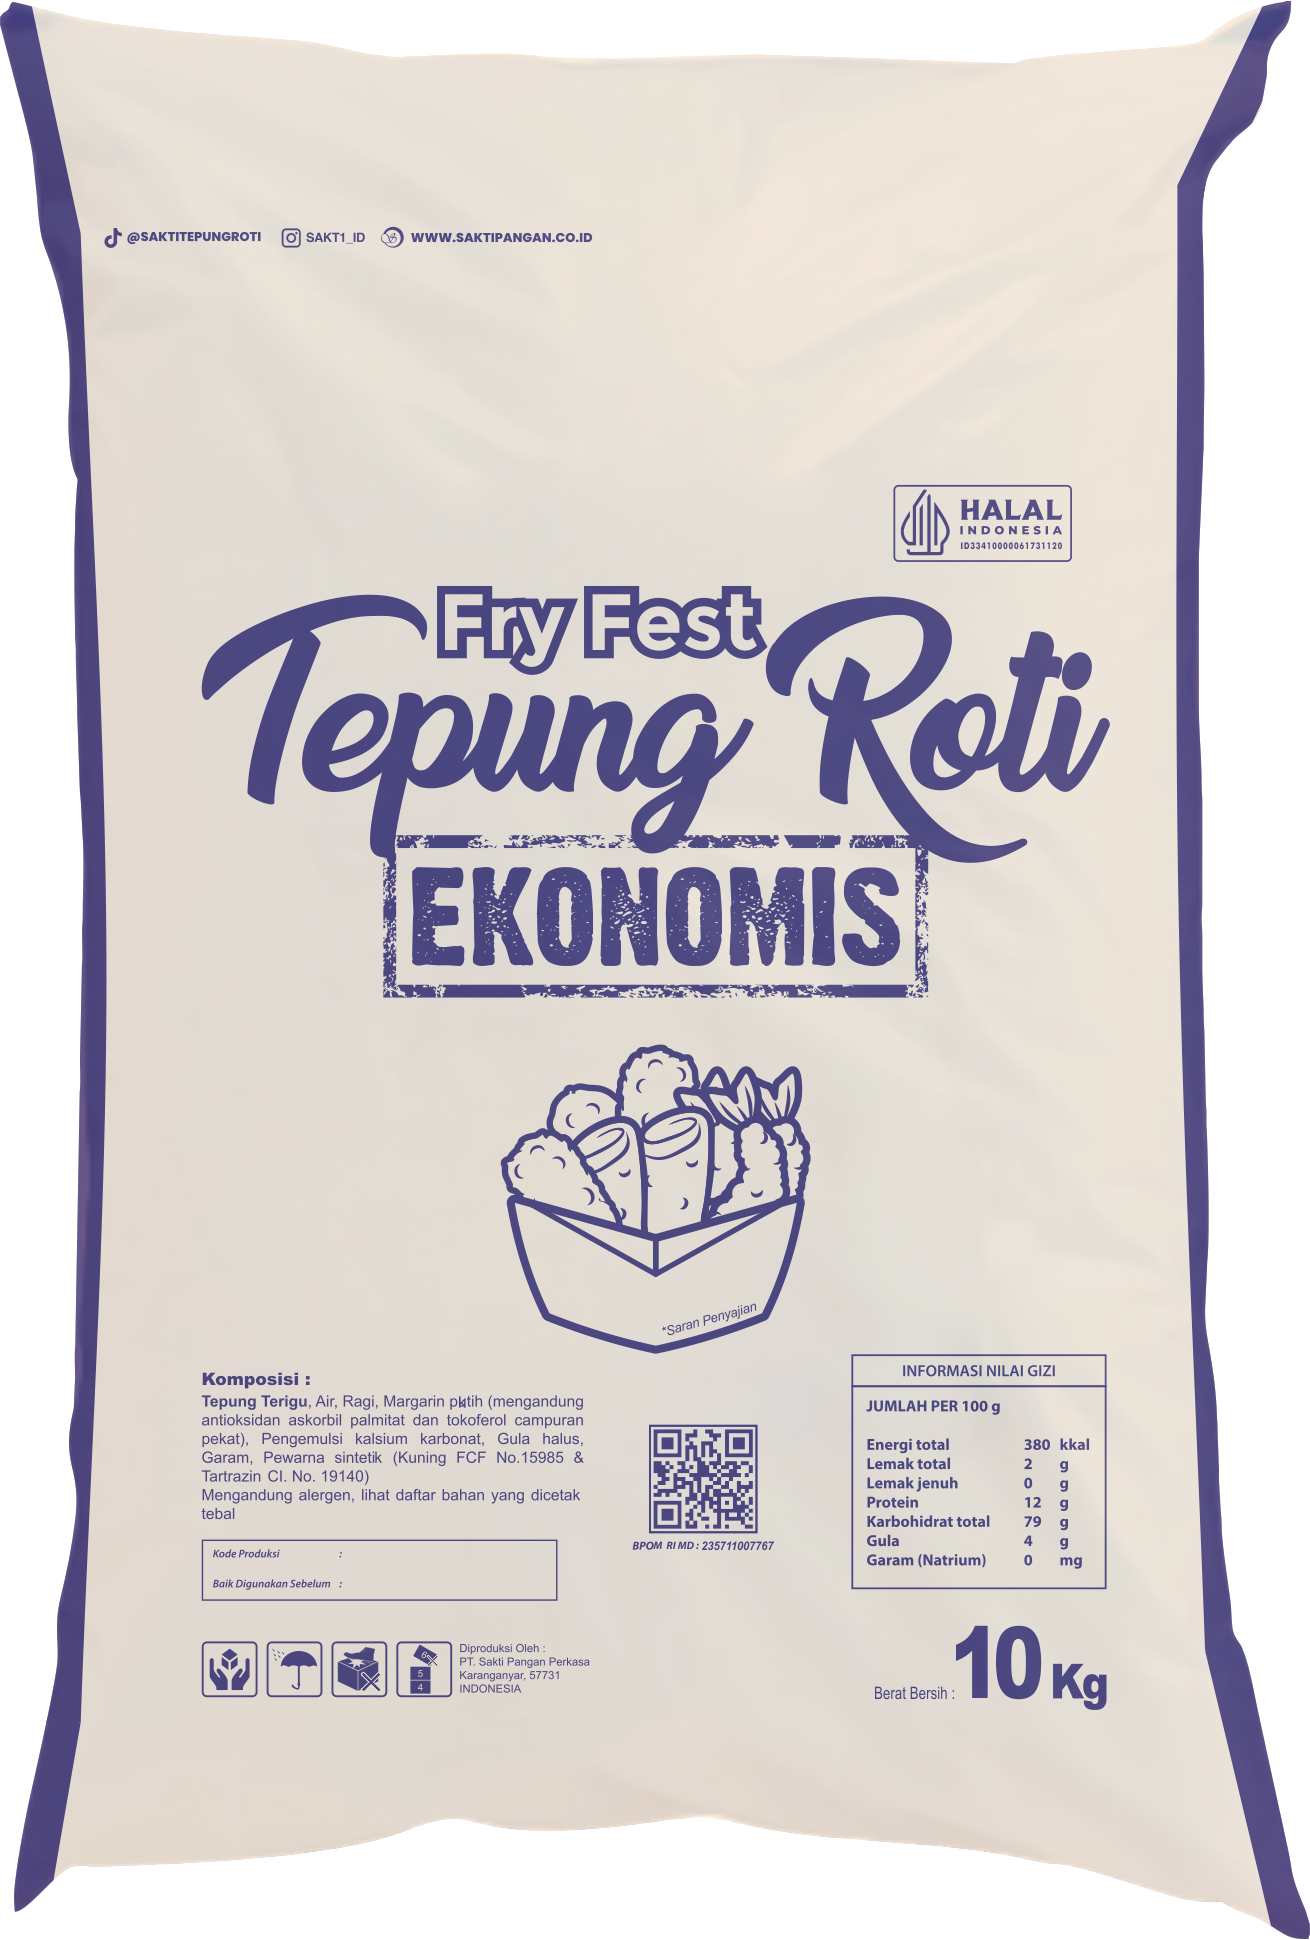 @SAKTITEPUNGROTI SAKT1_ID WWW.SAKTIPANGAN.CO.ID
HALAL
INDONESIA
ID33410000061731120
Fry Fest
Tepung Roti
EKONOMIS
*Saran Penyajian
Komposisi :
Tepung Terigu, Air, Ragi, Margarin putih (mengandung
antioksidan askorbil palmitat dan tokoferol campuran
pekat), Pengemulsi kalsium karbonat, Gula halus,
Garam, Pewarna sintetik (Kuning FCF No.15985 &
Tartrazin CI. No. 19140)
Mengandung alergen, lihat daftar bahan yang dicetak
tebal
Kode Produksi :
Baik Digunakan Sebelum :
6
5
4
Diproduksi Oleh :
PT. Sakti Pangan Perkasa
Karanganyar, 57731
INDONESIA
BPOM RI MD : 235711007767
INFORMASI NILAI GIZI
JUMLAH PER 100 g
Energi total 380 kkal
Lemak total 2 g
Lemak jenuh 0 g
Protein 12 g
Karbohidrat total 79 g
Gula 4 g
Garam (Natrium) 0 mg
Berat Bersih : 10 Kg